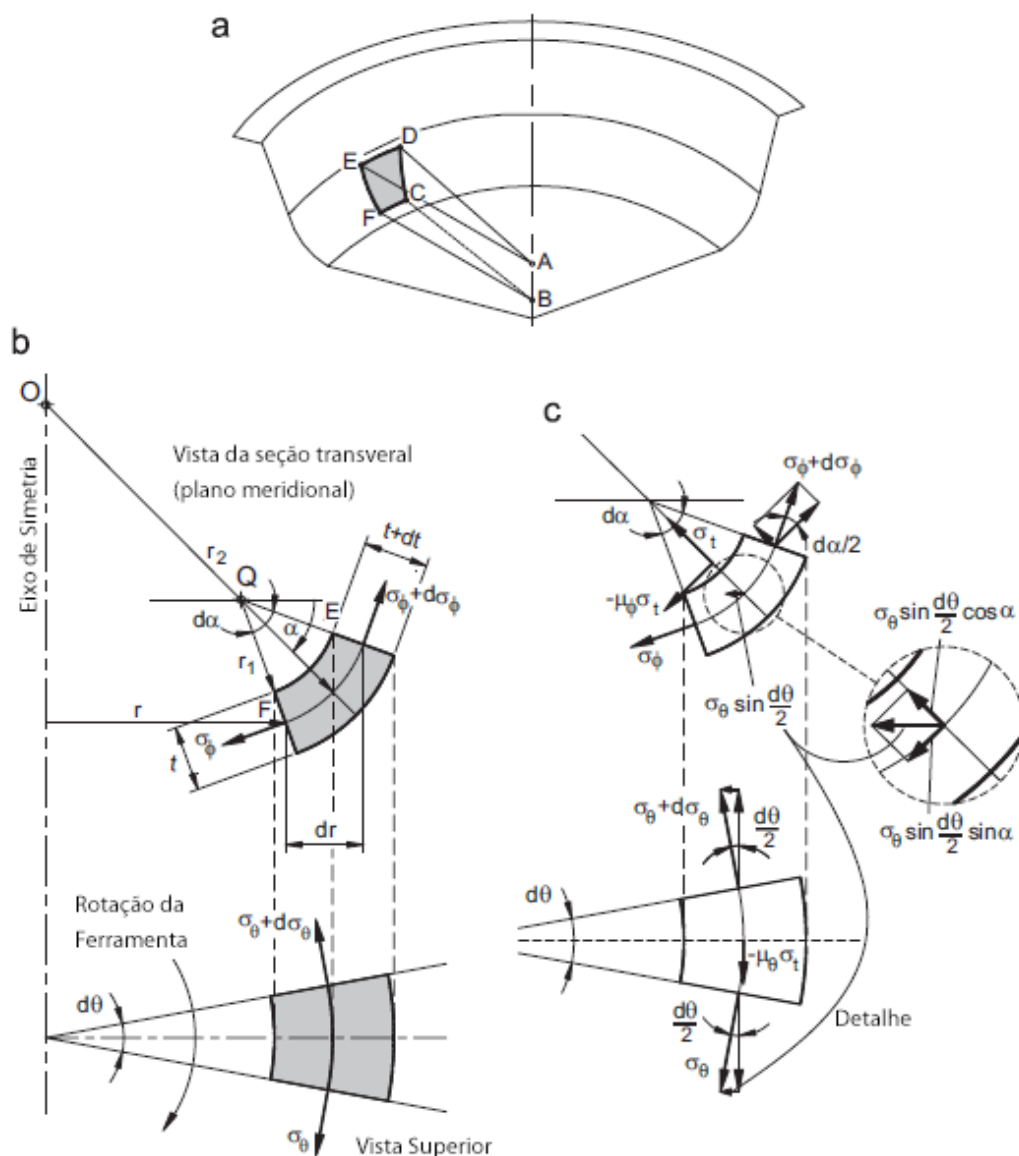 a
D
E
C
F
A
B
b
O
Eixo de Simetria
Vista da seção transveral
(plano meridional)
r₂
Q
t+dt
σϕ+dσϕ
dα
α
E
r₁
r
F
σϕ
t
dr
Rotação da
Ferramenta
σθ+dσθ
dθ
σθ
Vista Superior
c
σϕ+dσϕ
dα
σt
dα/2
-μϕσt
σϕ
σθ sin dθ/2 cosα
σθ sin dθ/2
σθ sin dθ/2 sinα
σθ+dσθ
dθ/2
dθ
-μθσt
dθ/2
Detalhe
σθ